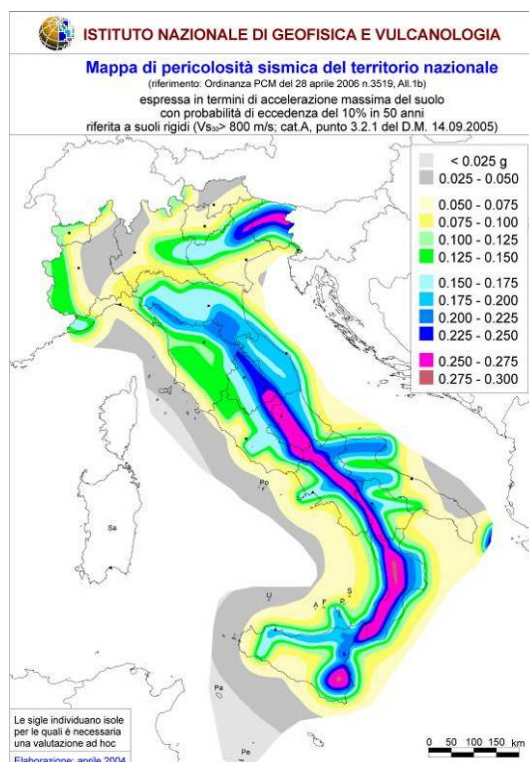 ISTITUTO NAZIONALE DI GEOFISICA E VULCANOLOGIA
Mappa di pericolosità sismica del territorio nazionale
(riferimento: Ordinanza PCM del 28 aprile 2006 n.3519, All.1b)
espressa in termini di accelerazione massima del suolo
con probabilità di eccedenza del 10% in 50 anni
riferita a suoli rigidi (Vs30> 800 m/s; cat.A, punto 3.2.1 del D.M. 14.09.2005)
< 0.025 g
0.025 - 0.050
0.050 - 0.075
0.075 - 0.100
0.100 - 0.125
0.125 - 0.150
0.150 - 0.175
0.175 - 0.200
0.200 - 0.225
0.225 - 0.250
0.250 - 0.275
0.275 - 0.300
Po
Sa
U
A
F
P
S
Pa
Pe
Le sigle individuano isole
per le quali è necessaria
una valutazione ad hoc
Elaborazione: aprile 2004
0 50 100 150 km